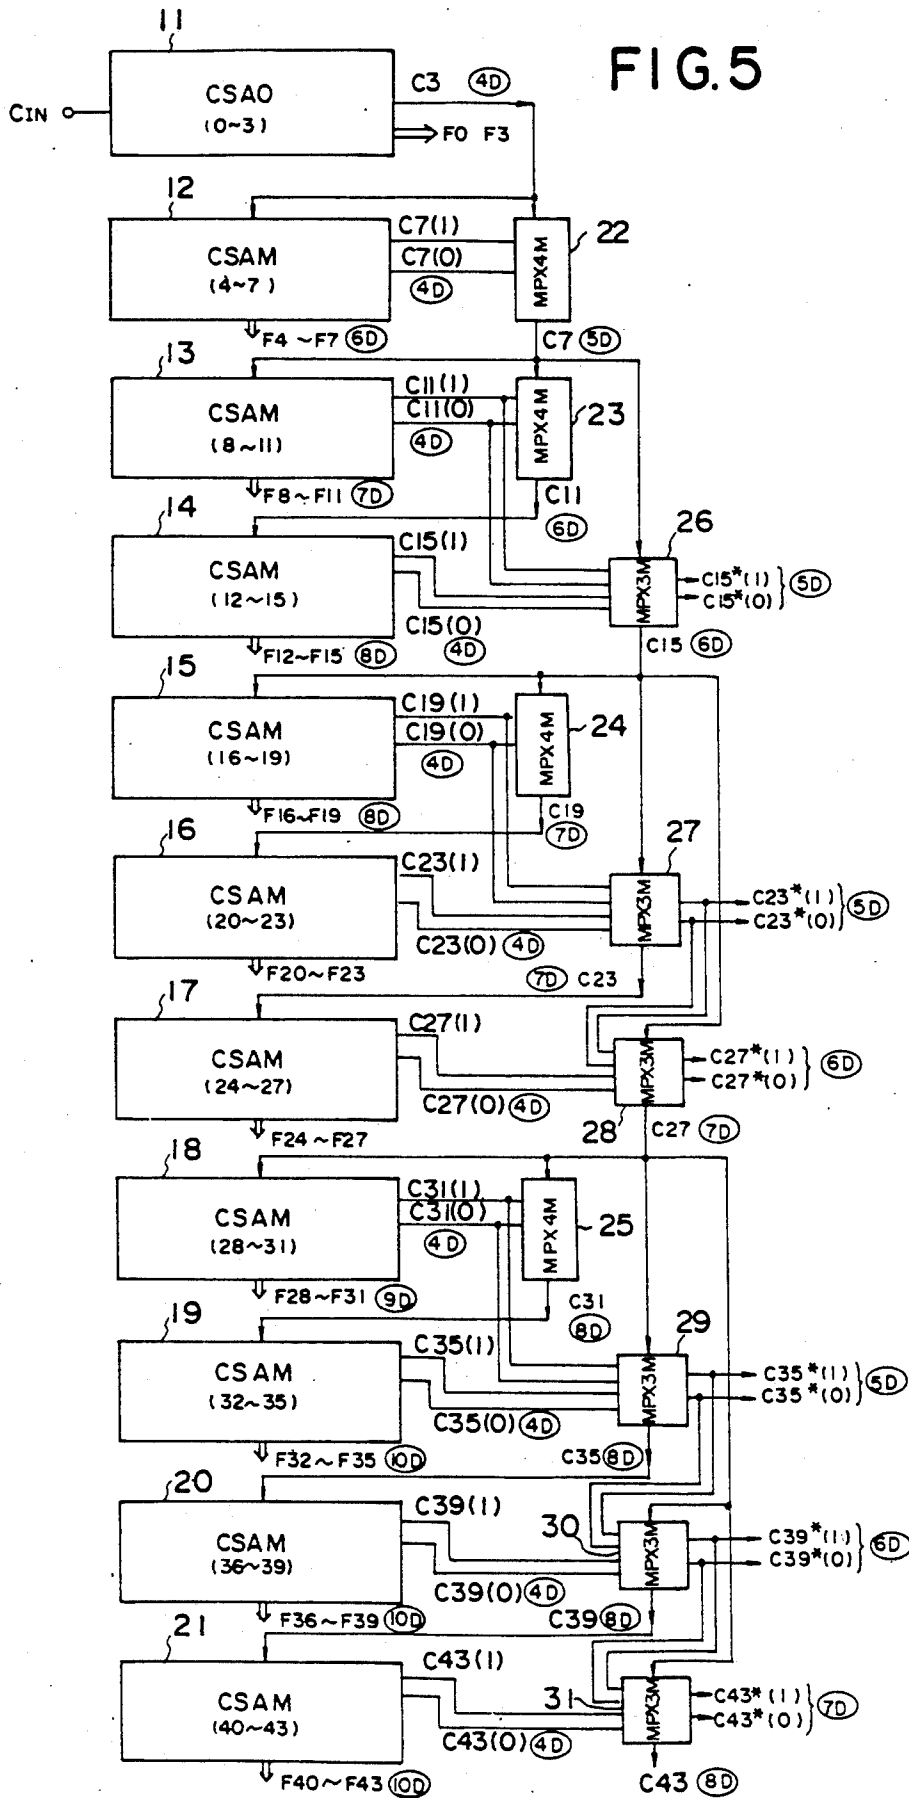 FIG.5
11
CSA0
(0~3)
CIN
C3 4D
F0 F3
12
CSAM
(4~7)
C7(1)
C7(0)
4D
MPX4M
22
F4~F7 6D
C7 5D
13
CSAM
(8~11)
C11(1)
C11(0)
4D
MPX4M
23
F8~F11 7D
C11
6D
14
CSAM
(12~15)
C15(1)
C15(0)
4D
26
MPX3M
C15*(1)
C15*(0)
5D
F12~F15 8D
C15 6D
15
CSAM
(16~19)
C19(1)
C19(0)
4D
MPX4M
24
F16~F19 8D
C19
7D
16
CSAM
(20~23)
C23(1)
C23(0) 4D
27
MPX3M
C23*(1)
C23*(0)
5D
F20~F23
7D C23
17
CSAM
(24~27)
C27(1)
C27(0) 4D
MPX3M
28
C27*(1)
C27*(0)
6D
F24~F27
C27 7D
18
CSAM
(28~31)
C31(1)
C31(0)
4D
MPX4M
25
F28~F31 9D
C31
8D
19
CSAM
(32~35)
C35(1)
C35(0) 4D
29
MPX3M
C35*(1)
C35*(0)
5D
F32~F35 10D
C35 8D
20
CSAM
(36~39)
C39(1)
C39(0) 4D
30
MPX3M
C39*(1)
C39*(0)
6D
F36~F39 10D
C39 8D
21
CSAM
(40~43)
C43(1)
C43(0) 4D
31
MPX3M
C43*(1)
C43*(0)
7D
F40~F43 10D
C43 8D